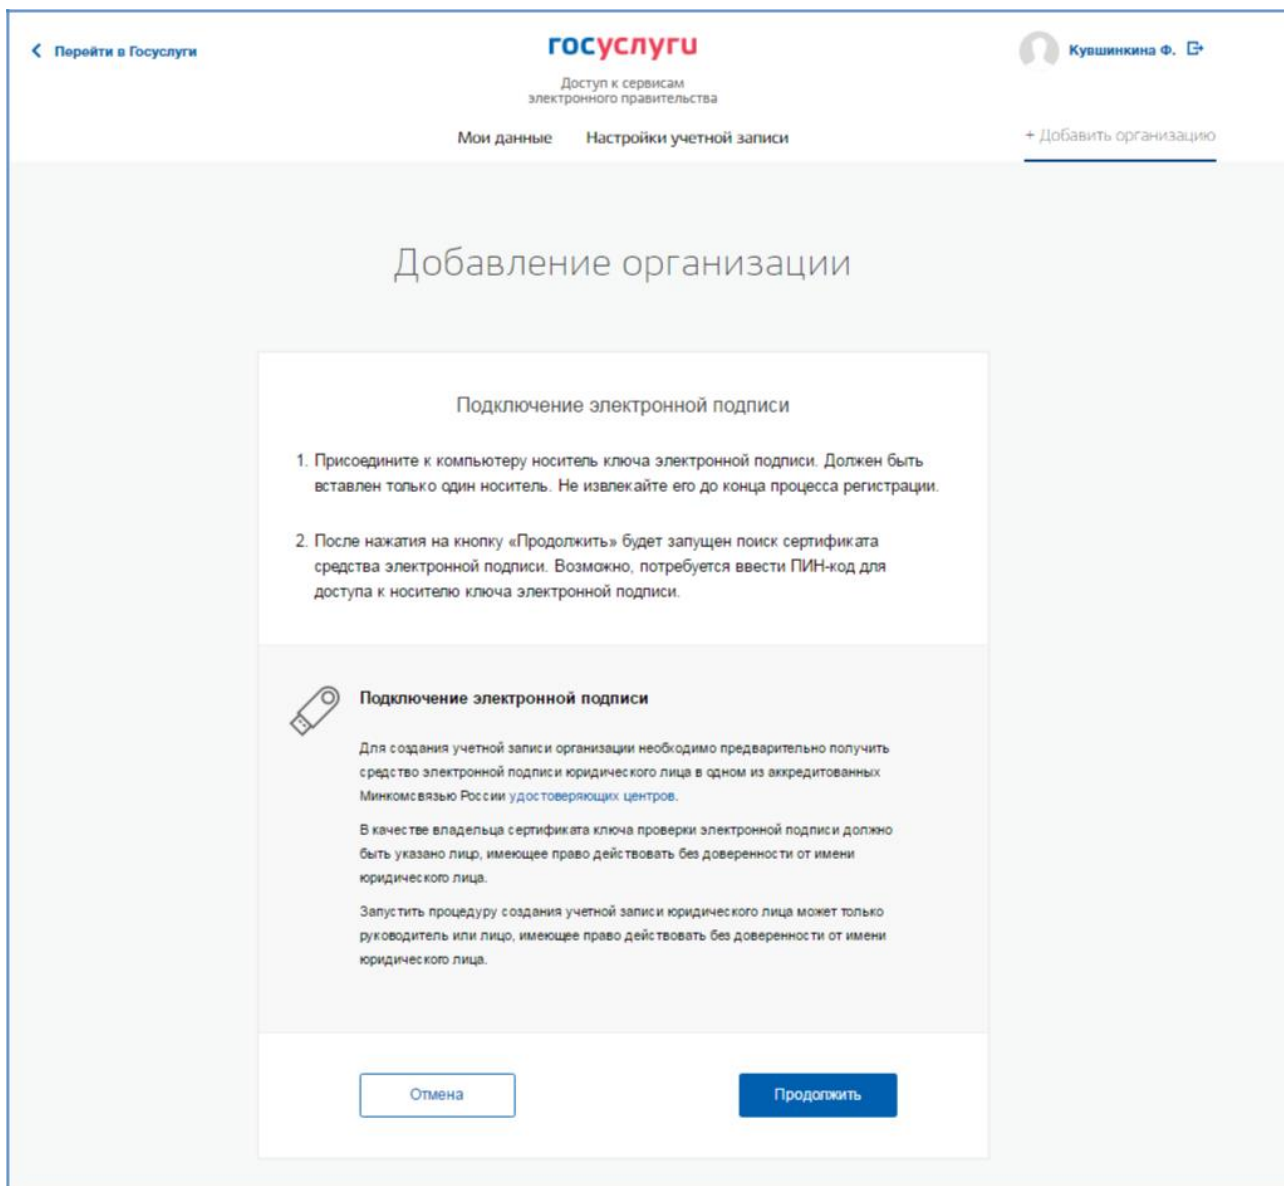 Перейти в Госуслуги
госуслуги
Кувшинкина Ф.
Доступ к сервисам
электронного правительства
Мои данные Настройки учетной записи
+ Добавить организацию
Добавление организации
Подключение электронной подписи
1. Присоедините к компьютеру носитель ключа электронной подписи. Должен быть
вставлен только один носитель. Не извлекайте его до конца процесса регистрации.
2. После нажатия на кнопку «Продолжить» будет запущен поиск сертификата
средства электронной подписи. Возможно, потребуется ввести ПИН-код для
доступа к носителю ключа электронной подписи.
Подключение электронной подписи
Для создания учетной записи организации необходимо предварительно получить
средство электронной подписи юридического лица в одном из аккредитованных
Минкомсвязью России удостоверяющих центров.
В качестве владельца сертификата ключа проверки электронной подписи должно
быть указано лицо, имеющее право действовать без доверенности от имени
юридического лица.
Запустить процедуру создания учетной записи юридического лица может только
руководитель или лицо, имеющее право действовать без доверенности от имени
юридического лица.
Отмена
Продолжить